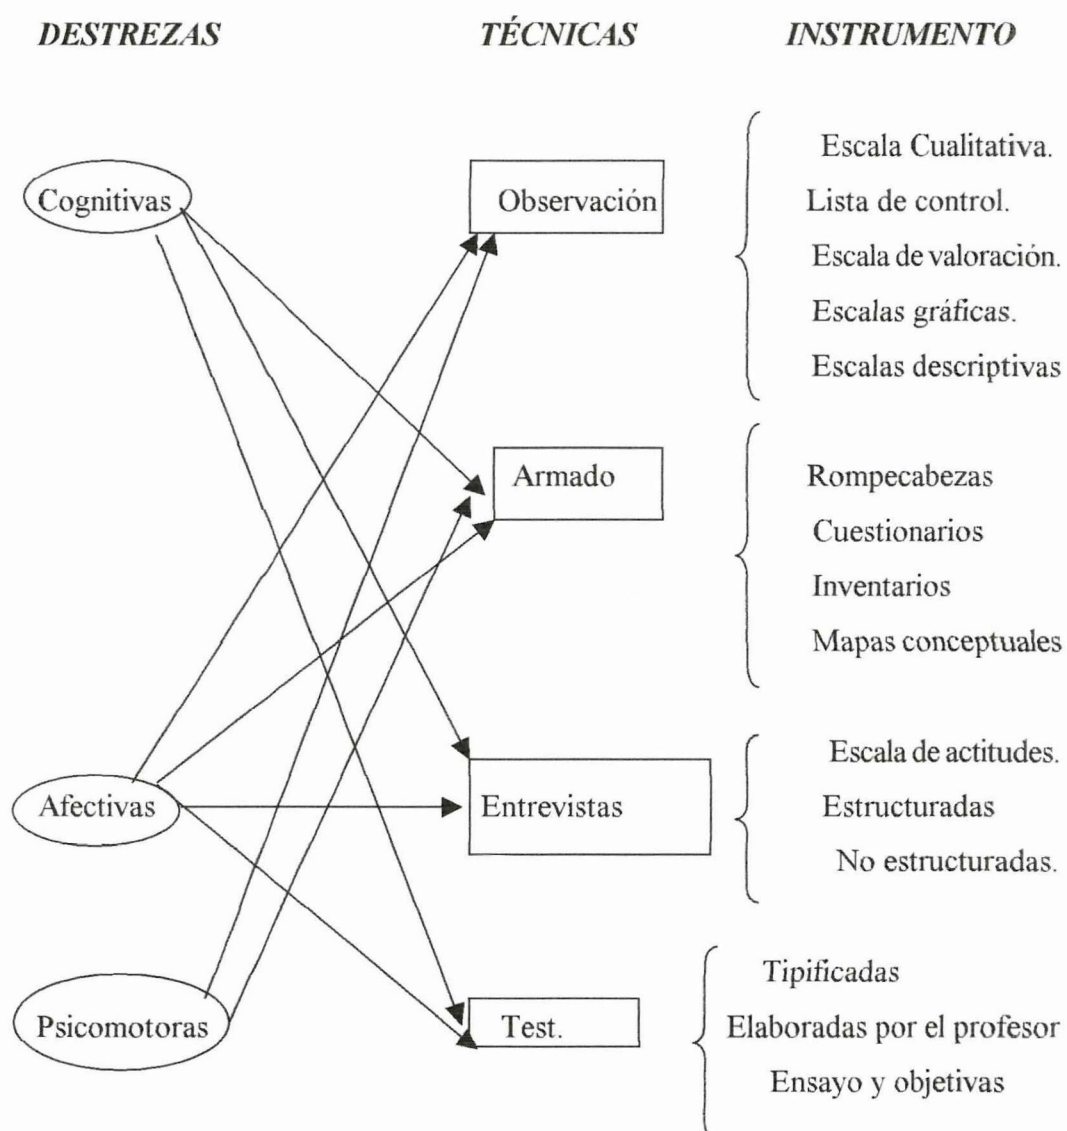 DESTREZAS TÉCNICAS INSTRUMENTO
Cognitivas
Observación
Escala Cualitativa.
Lista de control.
Escala de valoración.
Escalas gráficas.
Escalas descriptivas
Armado
Rompecabezas
Cuestionarios
Inventarios
Mapas conceptuales
Afectivas
Entrevistas
Escala de actitudes.
Estructuradas
No estructuradas.
Psicomotoras
Test.
Tipificadas
Elaboradas por el profesor
Ensayo y objetivas